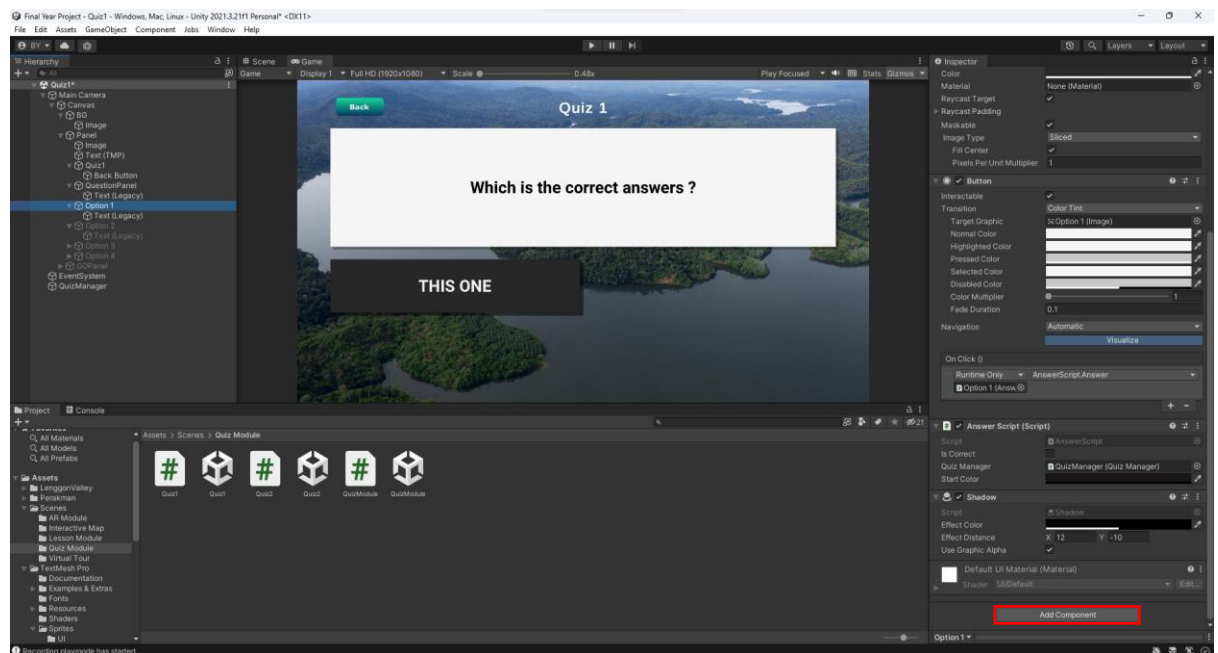 Final Year Project - Quiz1 - Windows, Mac, Linux - Unity 2021.3.21f1 Personal* <DX11>
File Edit Assets GameObject Component Jobs Window Help
BY Layers Layout
Hierarchy
All
Quiz1*
Main Camera
Canvas
BG
Image
Panel
Image
Text (TMP)
Quiz1
Back Button
QuestionPanel
Text (Legacy)
Option 1
Text (Legacy)
Option 2
Text (Legacy)
Option 3
Option 4
GOPanel
EventSystem
QuizManager
Scene Game
Game Display 1 Full HD (1920x1080) Scale 0.48x Play Focused Stats Gizmos
Back
Quiz 1
Which is the correct answers ?
THIS ONE
Project Console
21
Favorites
All Materials
All Models
All Prefabs
Assets
LenggonValley
Perakman
Scenes
AR Module
Interactive Map
Lesson Module
Quiz Module
Virtual Tour
TextMesh Pro
Documentation
Examples & Extras
Fonts
Resources
Shaders
Sprites
UI
Assets > Scenes > Quiz Module
Quiz1 Quiz1 Quiz2 Quiz2 QuizModule QuizModule
Inspector
Color
Material None (Material)
Raycast Target
Raycast Padding
Maskable
Image Type Sliced
Fill Center
Pixels Per Unit Multiplier 1
Button
Interactable
Transition Color Tint
Target Graphic Option 1 (Image)
Normal Color
Highlighted Color
Pressed Color
Selected Color
Disabled Color
Color Multiplier 1
Fade Duration 0.1
Navigation Automatic
Visualize
On Click ()
Runtime Only AnswerScript.Answer
Option 1 (Answ
+ -
Answer Script (Script)
Script AnswerScript
Is Correct
Quiz Manager QuizManager (Quiz Manager)
Start Color
Shadow
Script Shadow
Effect Color
Effect Distance X 12 Y -10
Use Graphic Alpha
Default UI Material (Material)
Shader UI/Default Edit...
Add Component
Option 1
Recording playmode has started